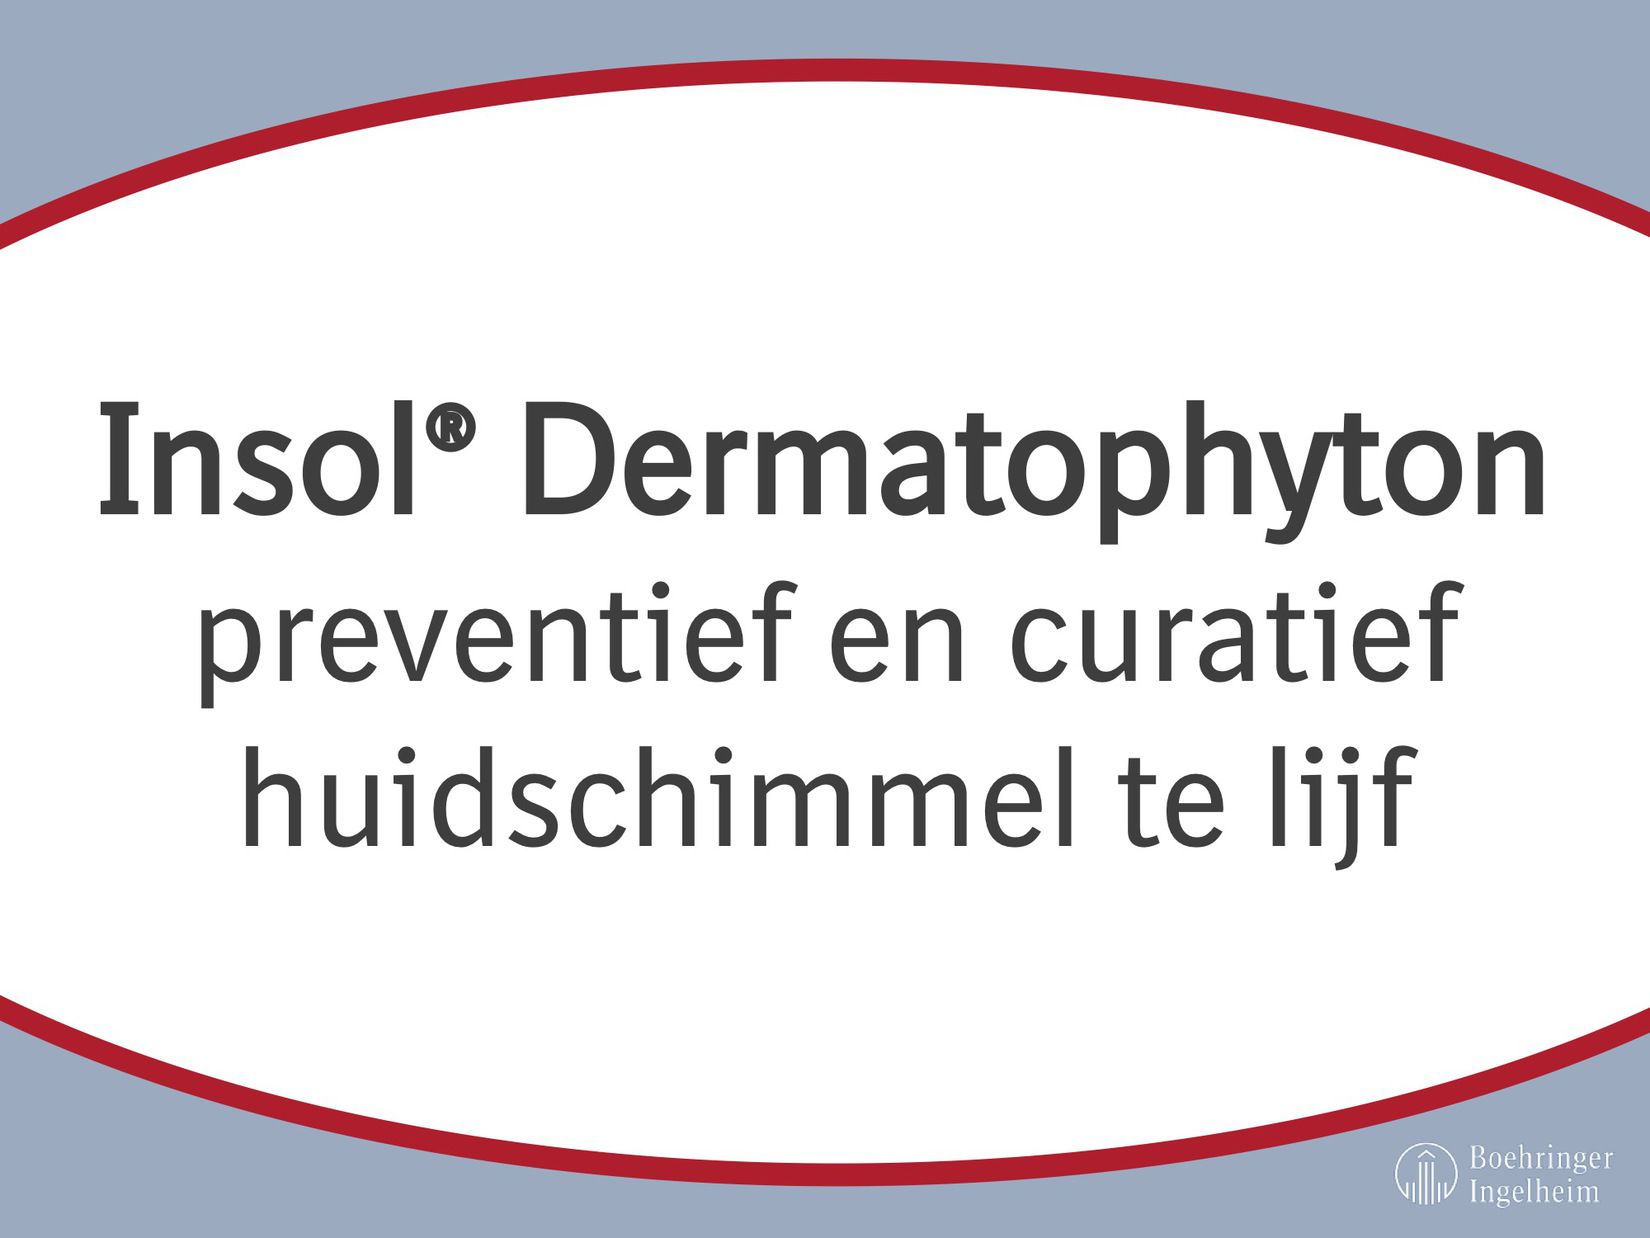 Insol® Dermatophyton
preventief en curatief
huidschimmel te lijf
Boehringer
Ingelheim